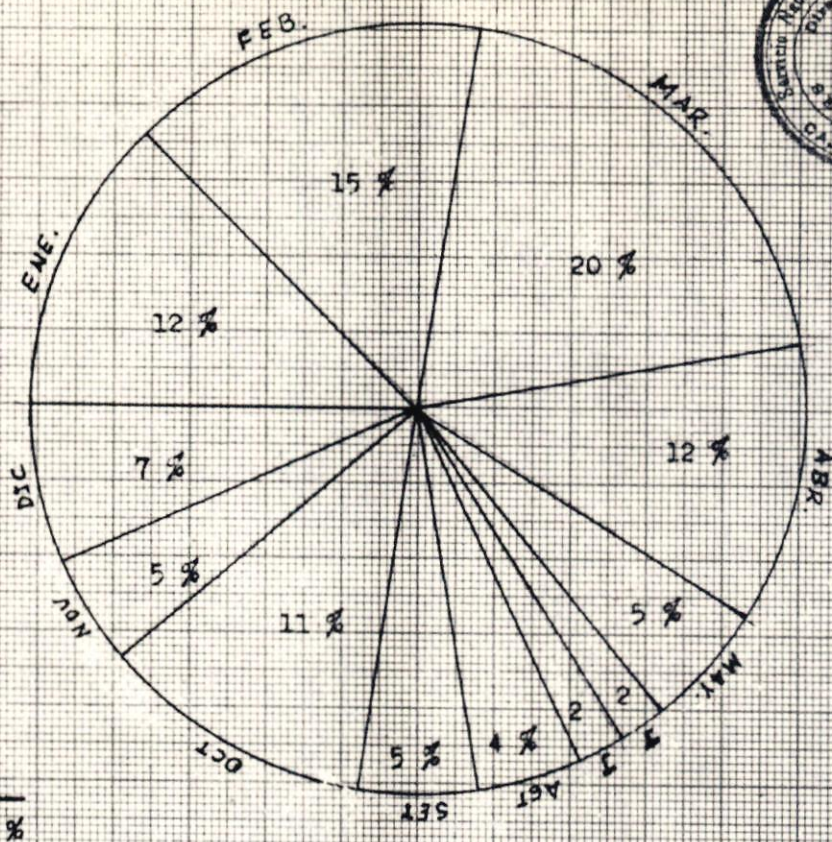 FEB.
MAR.
15 %
20 %
ENE.
12 %
12 %
ABR.
7 %
DIC
5 %
NOV
11 %
5 %
MAY.
2
2
J
J
4 %
5 %
OCT
AGT
SET
%
Servicio